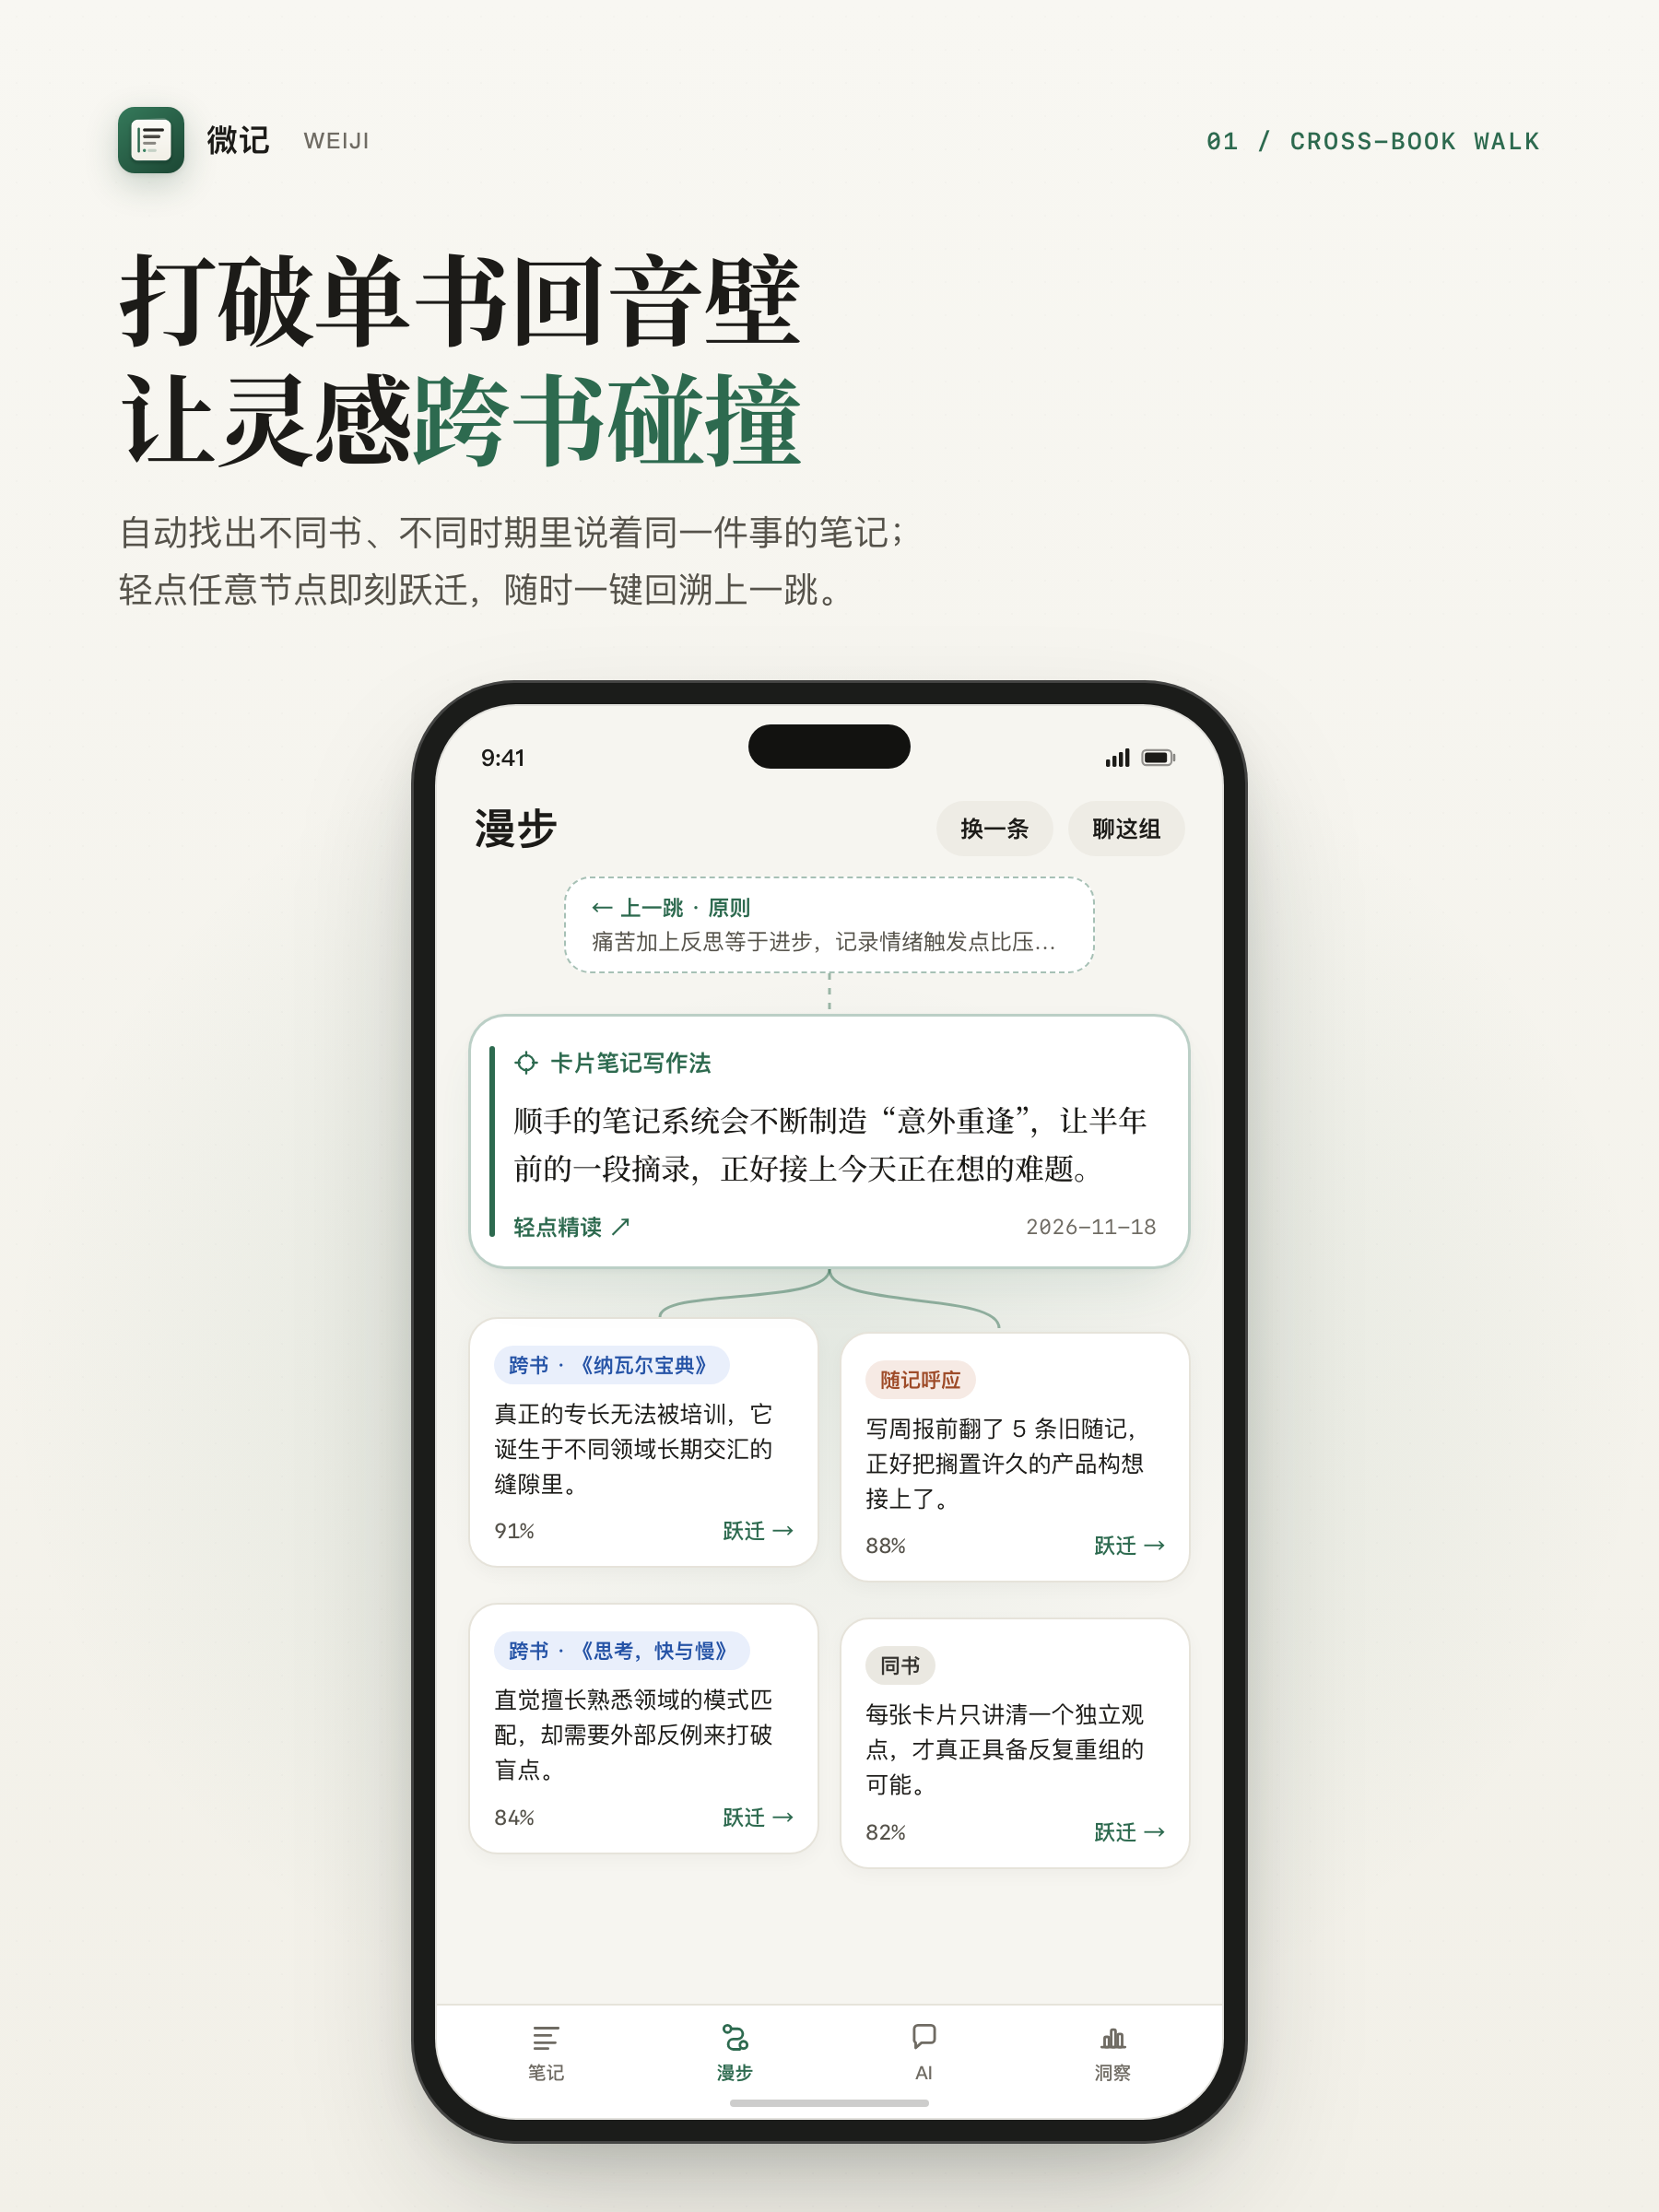 微记 WEIJI
01 / CROSS-BOOK WALK
打破单书回音壁
让灵感跨书碰撞
自动找出不同书、不同时期里说着同一件事的笔记；
轻点任意节点即刻跃迁，随时一键回溯上一跳。
9:41
漫步
换一条
聊这组
← 上一跳 · 原则
痛苦加上反思等于进步，记录情绪触发点比压…
卡片笔记写作法
顺手的笔记系统会不断制造“意外重逢”，让半年
前的一段摘录，正好接上今天正在想的难题。
轻点精读 ↗
2026-11-18
跨书 · 《纳瓦尔宝典》
真正的专长无法被培训，它
诞生于不同领域长期交汇的
缝隙里。
91%
跃迁 →
随记呼应
写周报前翻了 5 条旧随记，
正好把搁置许久的产品构想
接上了。
88%
跃迁 →
跨书 · 《思考，快与慢》
直觉擅长熟悉领域的模式匹
配，却需要外部反例来打破
盲点。
84%
跃迁 →
同书
每张卡片只讲清一个独立观
点，才真正具备反复重组的
可能。
82%
跃迁 →
笔记
漫步
AI
洞察